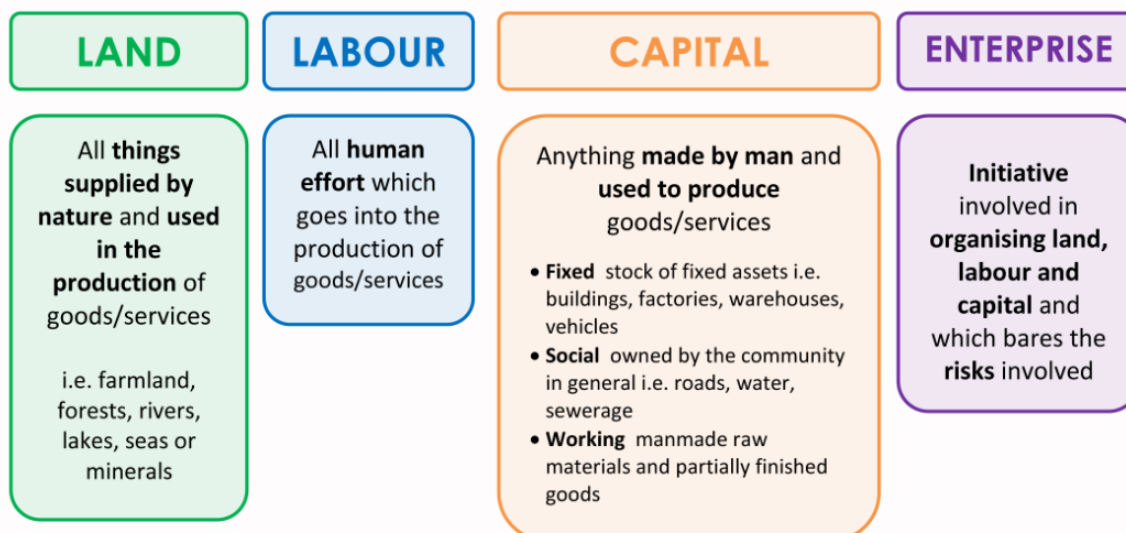 LAND
All things
supplied by
nature and used
in the
production of
goods/services
i.e. farmland,
forests, rivers,
lakes, seas or
minerals
LABOUR
All human
effort which
goes into the
production of
goods/services
CAPITAL
Anything made by man and
used to produce
goods/services
• Fixed stock of fixed assets i.e.
buildings, factories, warehouses,
vehicles
• Social owned by the community
in general i.e. roads, water,
sewerage
• Working manmade raw
materials and partially finished
goods
ENTERPRISE
Initiative
involved in
organising land,
labour and
capital and
which bares the
risks involved